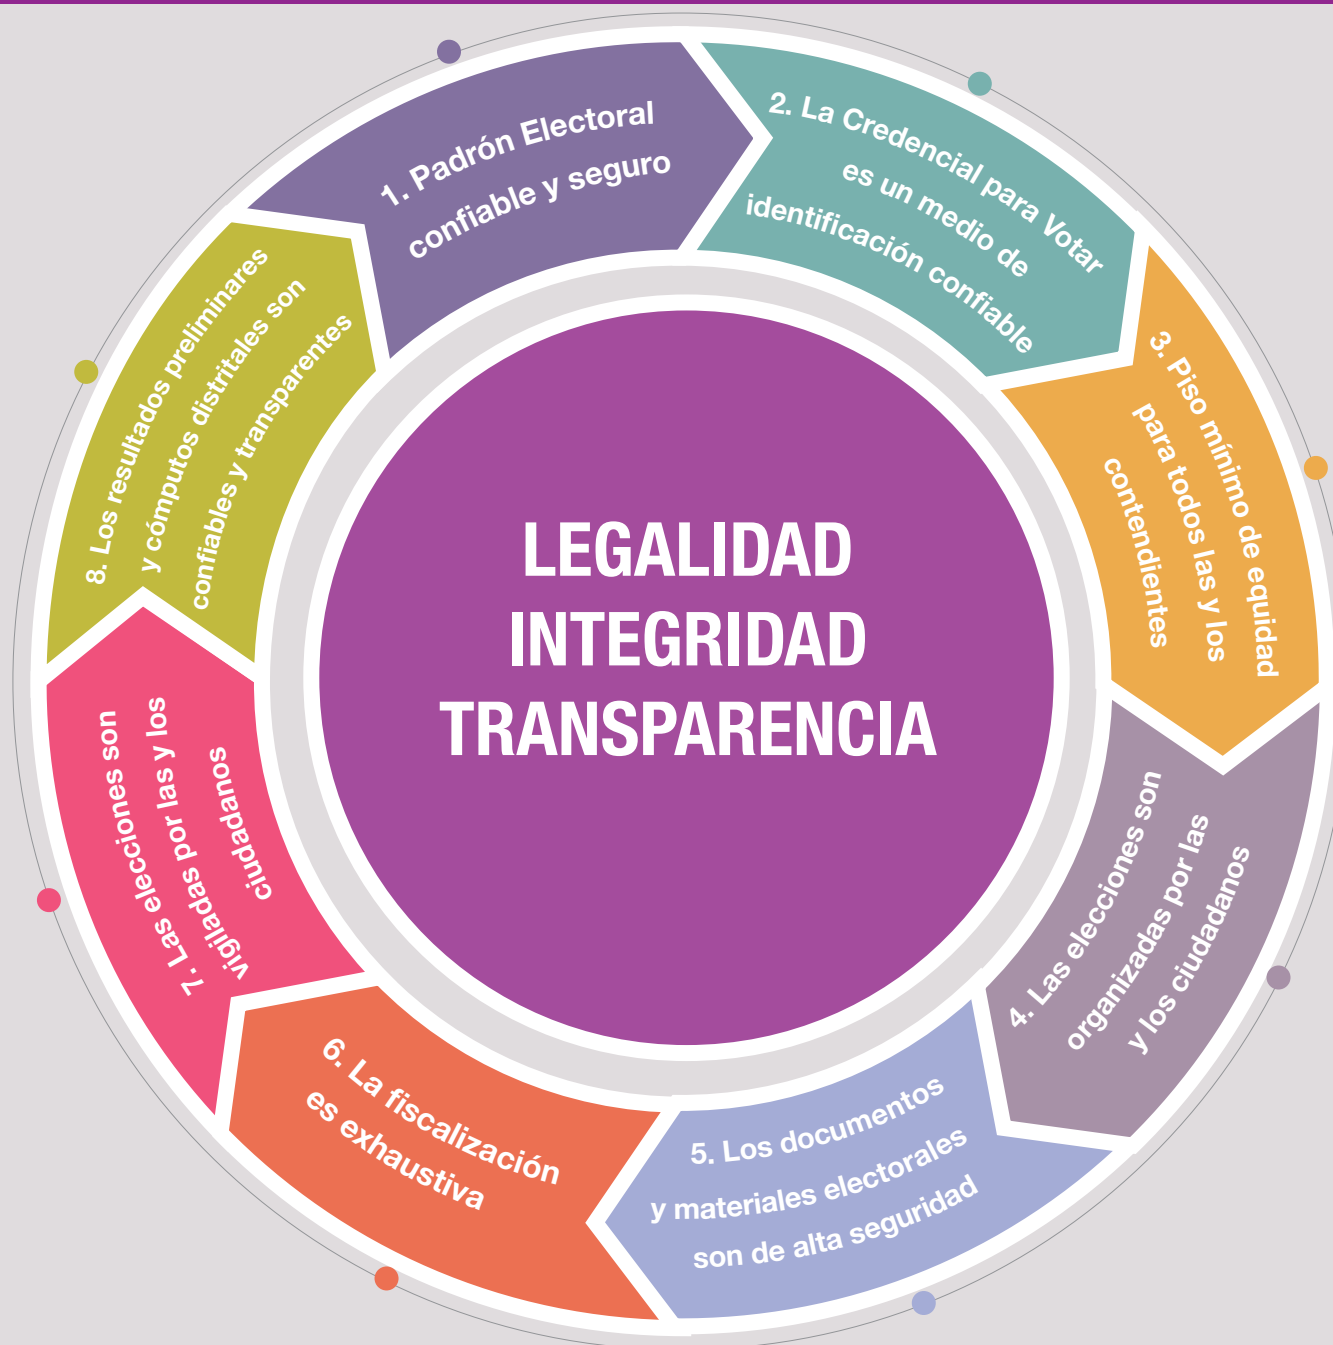 1. Padrón Electoral
confiable y seguro
2. La Credencial para Votar
es un medio de
identificación confiable
3. Piso mínimo de equidad
para todos las y los
contendientes
4. Las elecciones son
organizadas por las
y los ciudadanos
5. Los documentos
y materiales electorales
son de alta seguridad
6. La fiscalización
es exhaustiva
7. Las elecciones son
vigiladas por las y los
ciudadanos
8. Los resultados preliminares
y cómputos distritales son
confiables y transparentes
LEGALIDAD
INTEGRIDAD
TRANSPARENCIA